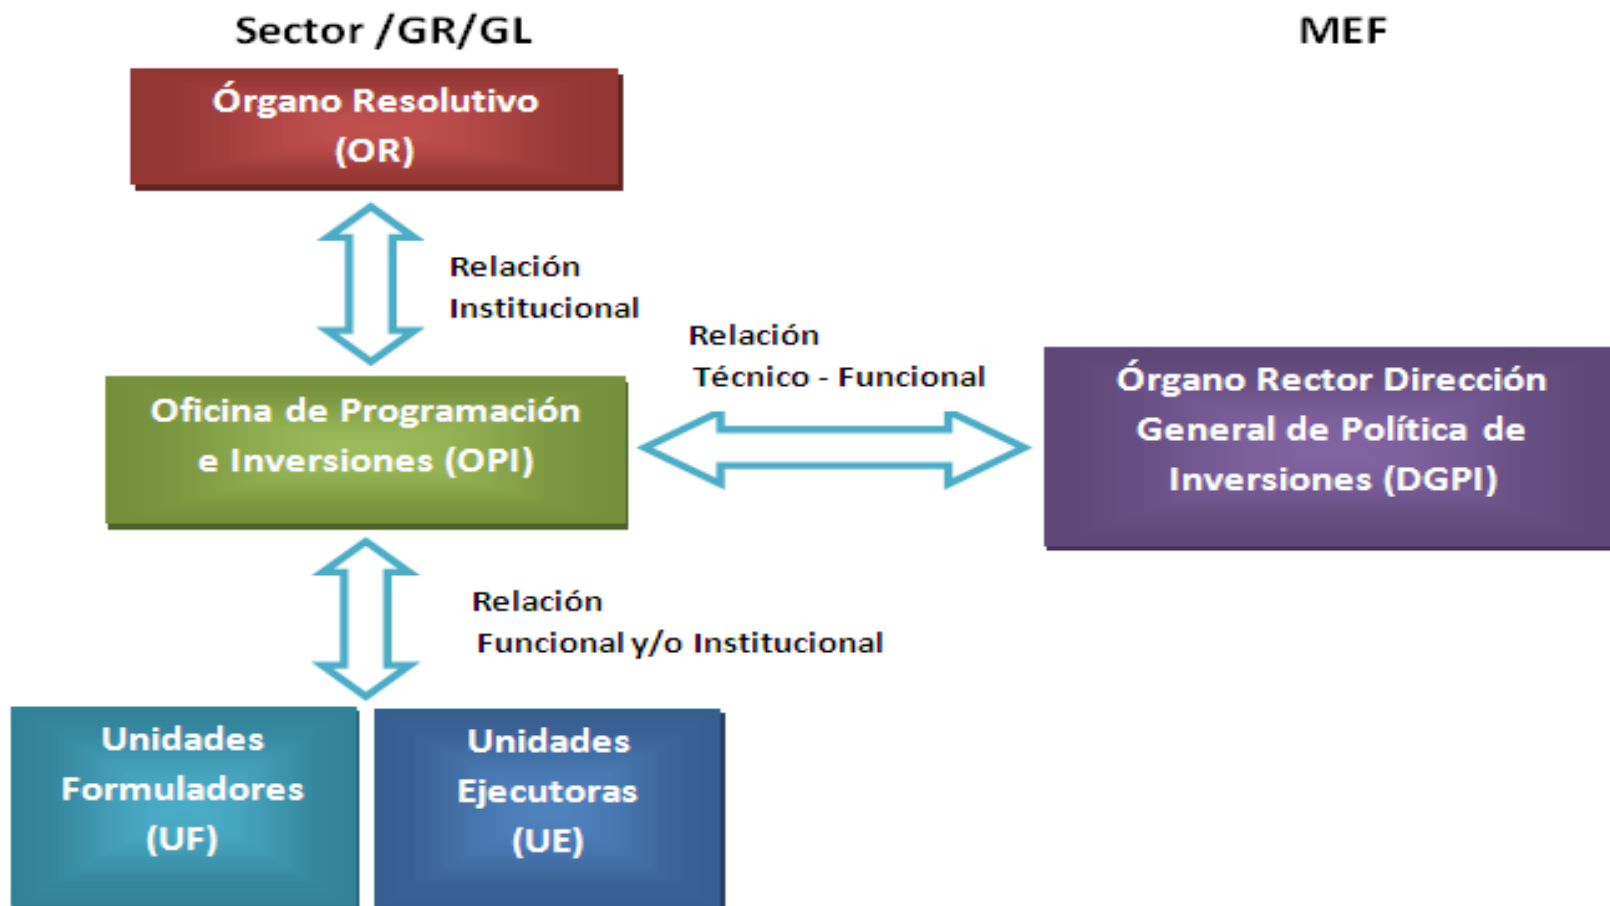 Sector /GR/GL
MEF
Órgano Resolutivo
(OR)
Relación
Institucional
Relación
Técnico - Funcional
Oficina de Programación
e Inversiones (OPI)
Órgano Rector Dirección
General de Política de
Inversiones (DGPI)
Relación
Funcional y/o Institucional
Unidades
Formuladores
(UF)
Unidades
Ejecutoras
(UE)